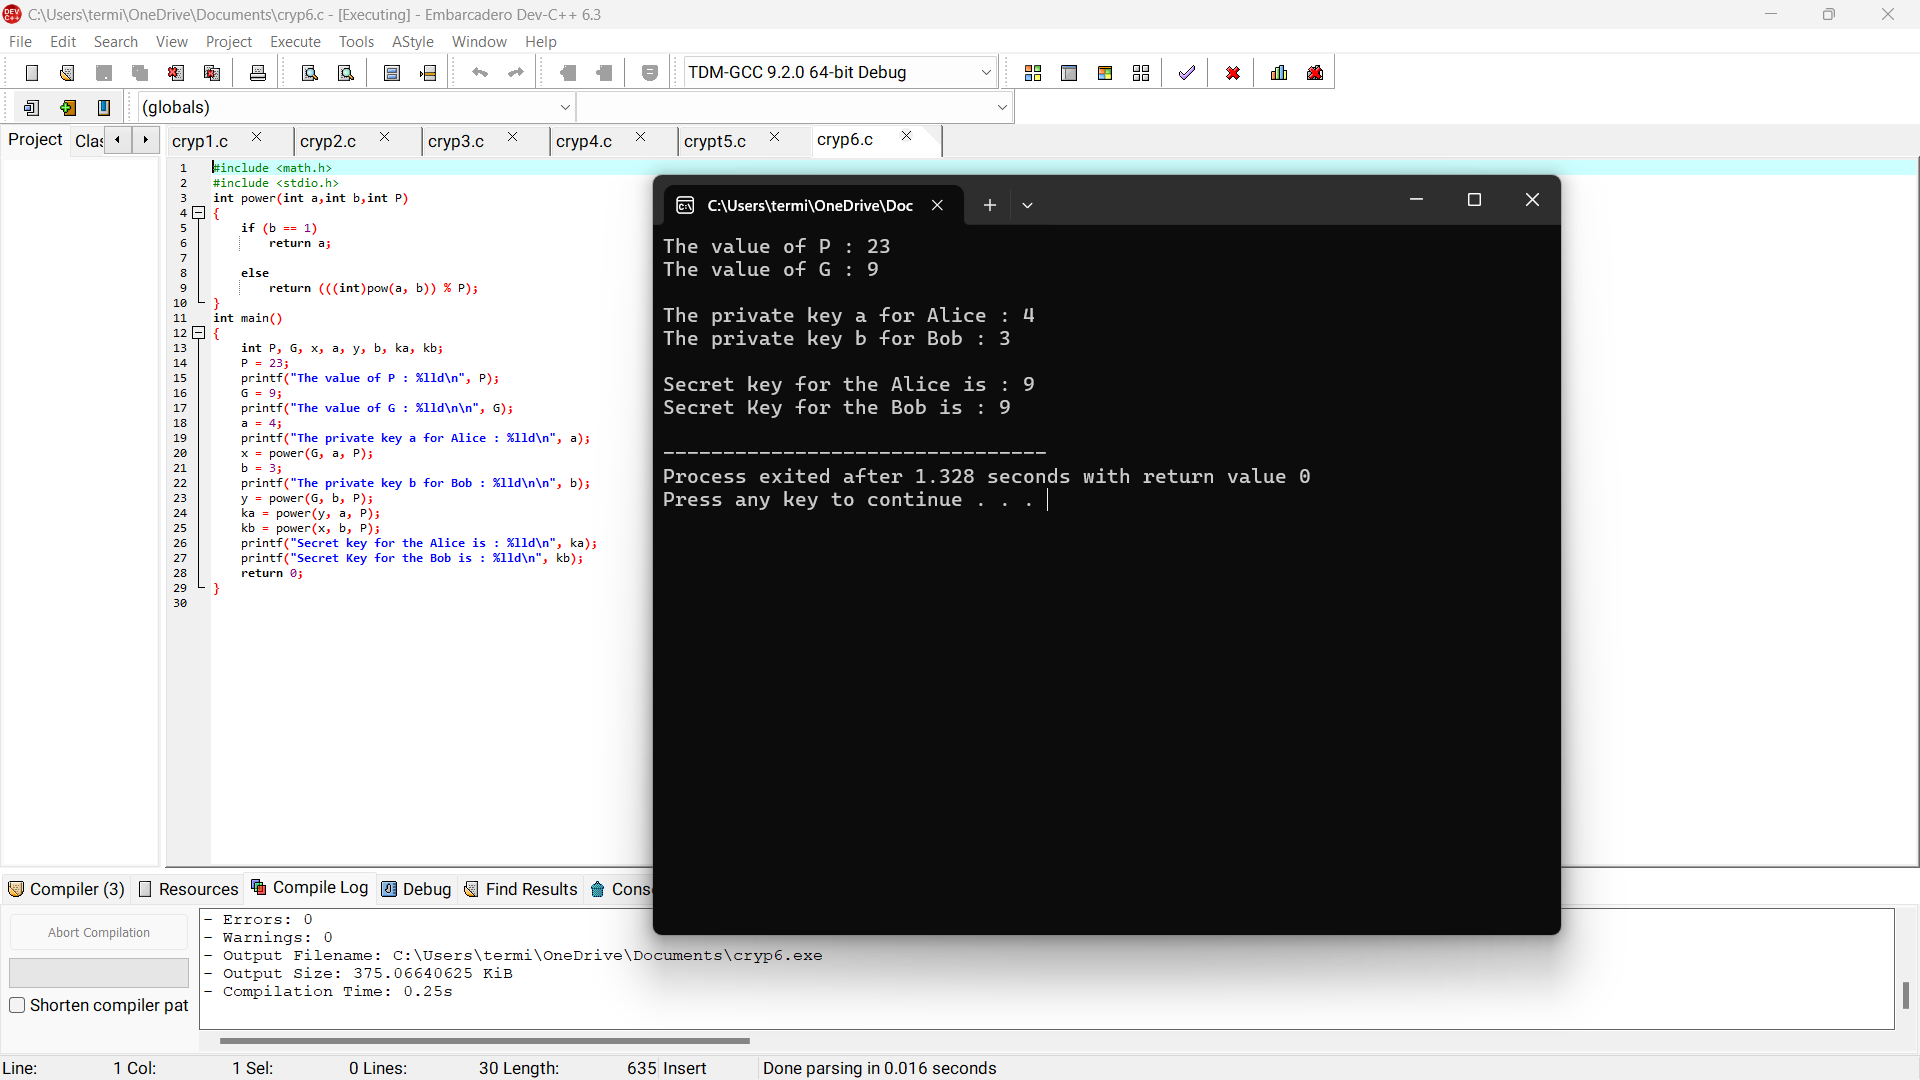 C:\Users\termi\OneDrive\Documents\cryp6.c - [Executing] - Embarcadero Dev-C++ 6.3
File Edit Search View Project Execute Tools AStyle Window Help
TDM-GCC 9.2.0 64-bit Debug
(globals)
Project Clas cryp1.c cryp2.c cryp3.c cryp4.c crypt5.c cryp6.c
1 #include <math.h>
2 #include <stdio.h>
3 int power(int a,int b,int P)
4 {
5 if (b == 1)
6 return a;
7
8 else
9 return (((int)pow(a, b)) % P);
10 }
11 int main()
12 {
13 int P, G, x, a, y, b, ka, kb;
14 P = 23;
15 printf("The value of P : %lld\n", P);
16 G = 9;
17 printf("The value of G : %lld\n\n", G);
18 a = 4;
19 printf("The private key a for Alice : %lld\n", a);
20 x = power(G, a, P);
21 b = 3;
22 printf("The private key b for Bob : %lld\n\n", b);
23 y = power(G, b, P);
24 ka = power(y, a, P);
25 kb = power(x, b, P);
26 printf("Secret key for the Alice is : %lld\n", ka);
27 printf("Secret Key for the Bob is : %lld\n", kb);
28 return 0;
29 }
30
C:\Users\termi\OneDrive\Doc
The value of P : 23
The value of G : 9
The private key a for Alice : 4
The private key b for Bob : 3
Secret key for the Alice is : 9
Secret Key for the Bob is : 9
--------------------------------
Process exited after 1.328 seconds with return value 0
Press any key to continue . . .
Compiler (3) Resources Compile Log Debug Find Results Cons
Abort Compilation
Shorten compiler pat
- Errors: 0
- Warnings: 0
- Output Filename: C:\Users\termi\OneDrive\Documents\cryp6.exe
- Output Size: 375.06640625 KiB
- Compilation Time: 0.25s
Line: 1 Col: 1 Sel: 0 Lines: 30 Length: 635 Insert Done parsing in 0.016 seconds